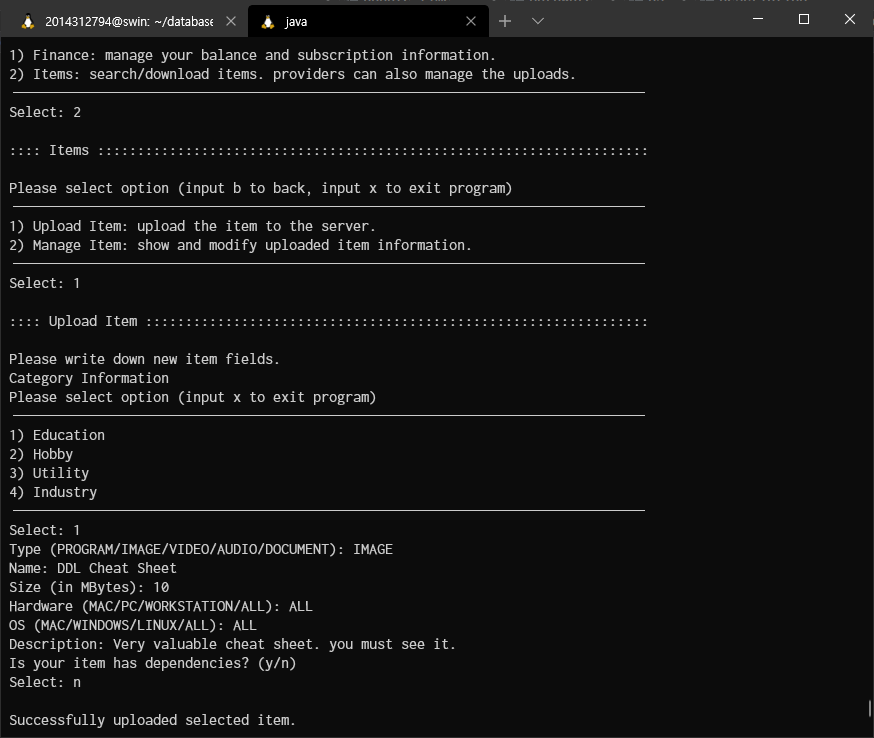 2014312794@swin: ~/database
java
1) Finance: manage your balance and subscription information.
2) Items: search/download items. providers can also manage the uploads.
Select: 2
:::: Items :::::::::::::::::::::::::::::::::::::::::::::::::::::::::::::::::::::
Please select option (input b to back, input x to exit program)
1) Upload Item: upload the item to the server.
2) Manage Item: show and modify uploaded item information.
Select: 1
:::: Upload Item :::::::::::::::::::::::::::::::::::::::::::::::::::::::::::::::
Please write down new item fields.
Category Information
Please select option (input x to exit program)
1) Education
2) Hobby
3) Utility
4) Industry
Select: 1
Type (PROGRAM/IMAGE/VIDEO/AUDIO/DOCUMENT): IMAGE
Name: DDL Cheat Sheet
Size (in MBytes): 10
Hardware (MAC/PC/WORKSTATION/ALL): ALL
OS (MAC/WINDOWS/LINUX/ALL): ALL
Description: Very valuable cheat sheet. you must see it.
Is your item has dependencies? (y/n)
Select: n
Successfully uploaded selected item.